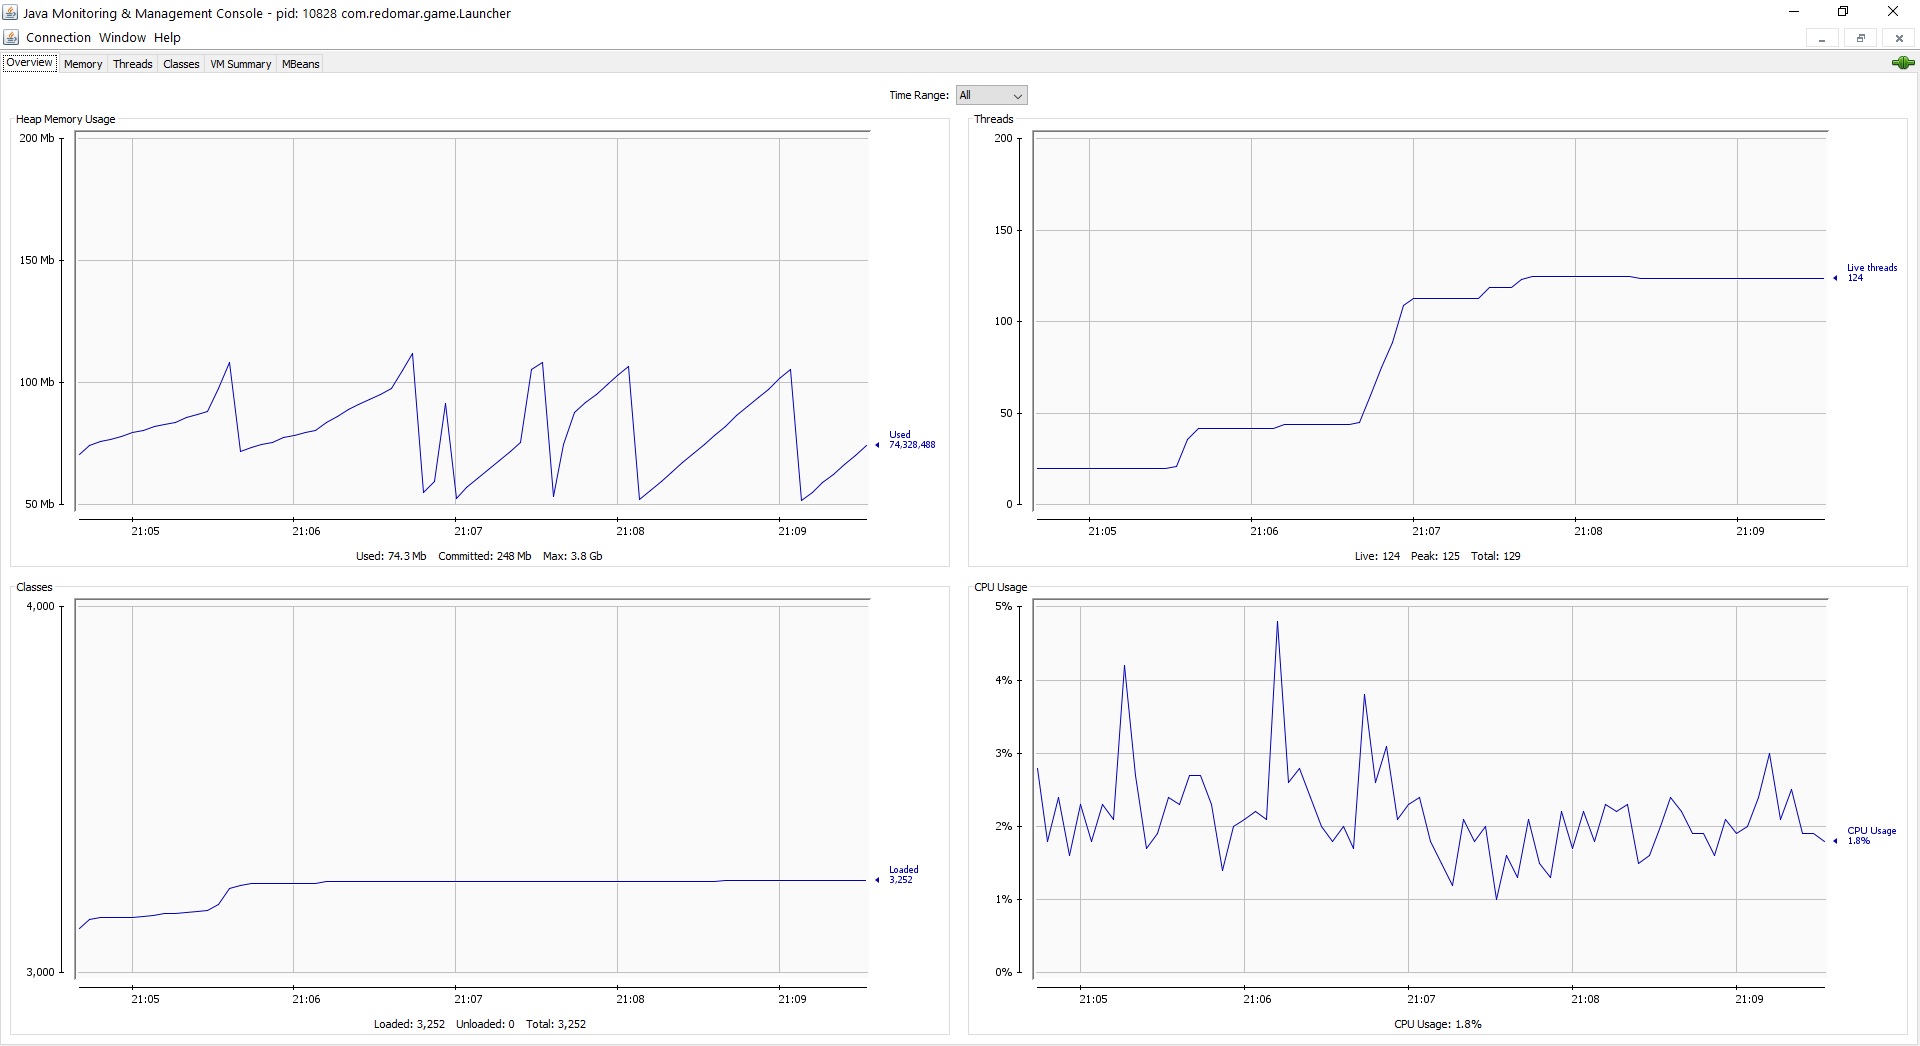 Java Monitoring & Management Console - pid: 10828 com.redomar.game.Launcher
Connection Window Help
Overview Memory Threads Classes VM Summary MBeans
Time Range: All
Heap Memory Usage
200 Mb
150 Mb
100 Mb
50 Mb
21:05 21:06 21:07 21:08 21:09
Used
74,328,488
Used: 74.3 Mb Committed: 248 Mb Max: 3.8 Gb
Threads
200
150
100
50
0
21:05 21:06 21:07 21:08 21:09
Live threads
124
Live: 124 Peak: 125 Total: 129
Classes
4,000
3,000
21:05 21:06 21:07 21:08 21:09
Loaded
3,252
Loaded: 3,252 Unloaded: 0 Total: 3,252
CPU Usage
5%
4%
3%
2%
1%
0%
21:05 21:06 21:07 21:08 21:09
CPU Usage
1.8%
CPU Usage: 1.8%